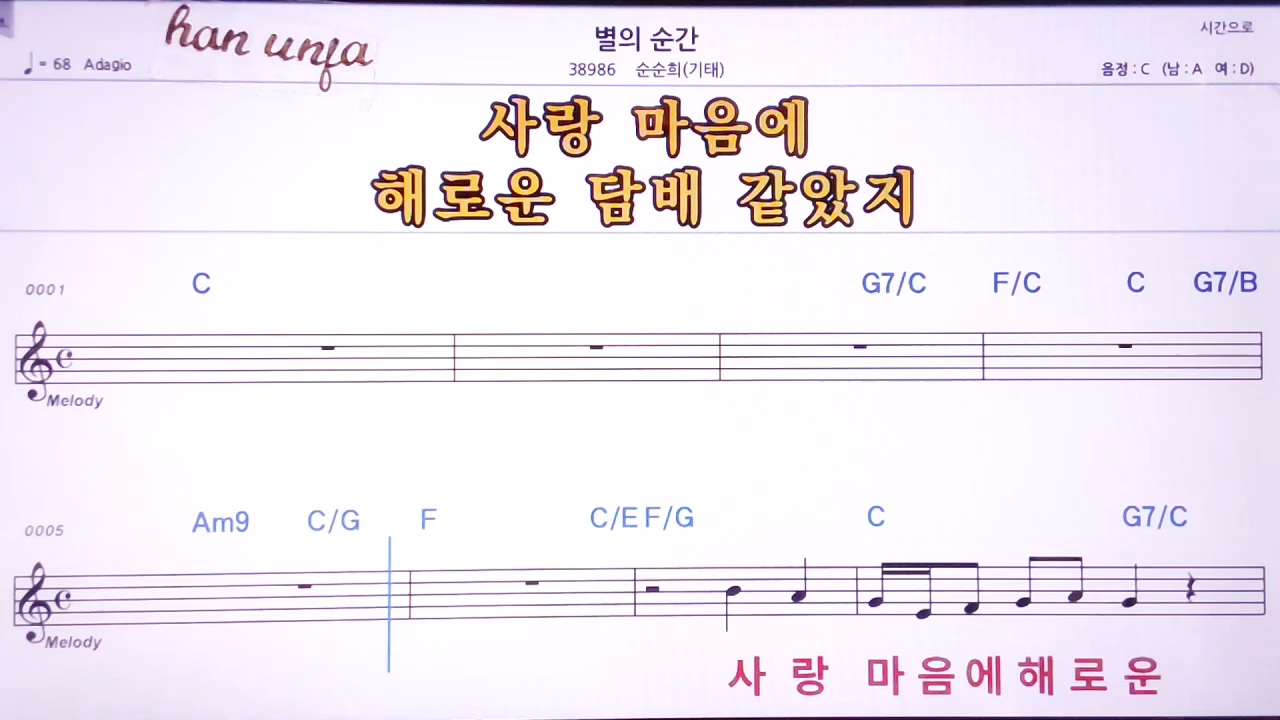 han unja
별의 순간
시간으로
♩= 68 Adagio
38986 순순희(기태)
음정 : C (남 : A 여 : D)
사랑 마음에
해로운 담배 같았지
0001 C G7/C F/C C G7/B
Melody
0005 Am9 C/G F C/E F/G C G7/C
Melody
사 랑 마 음 에 해 로 운